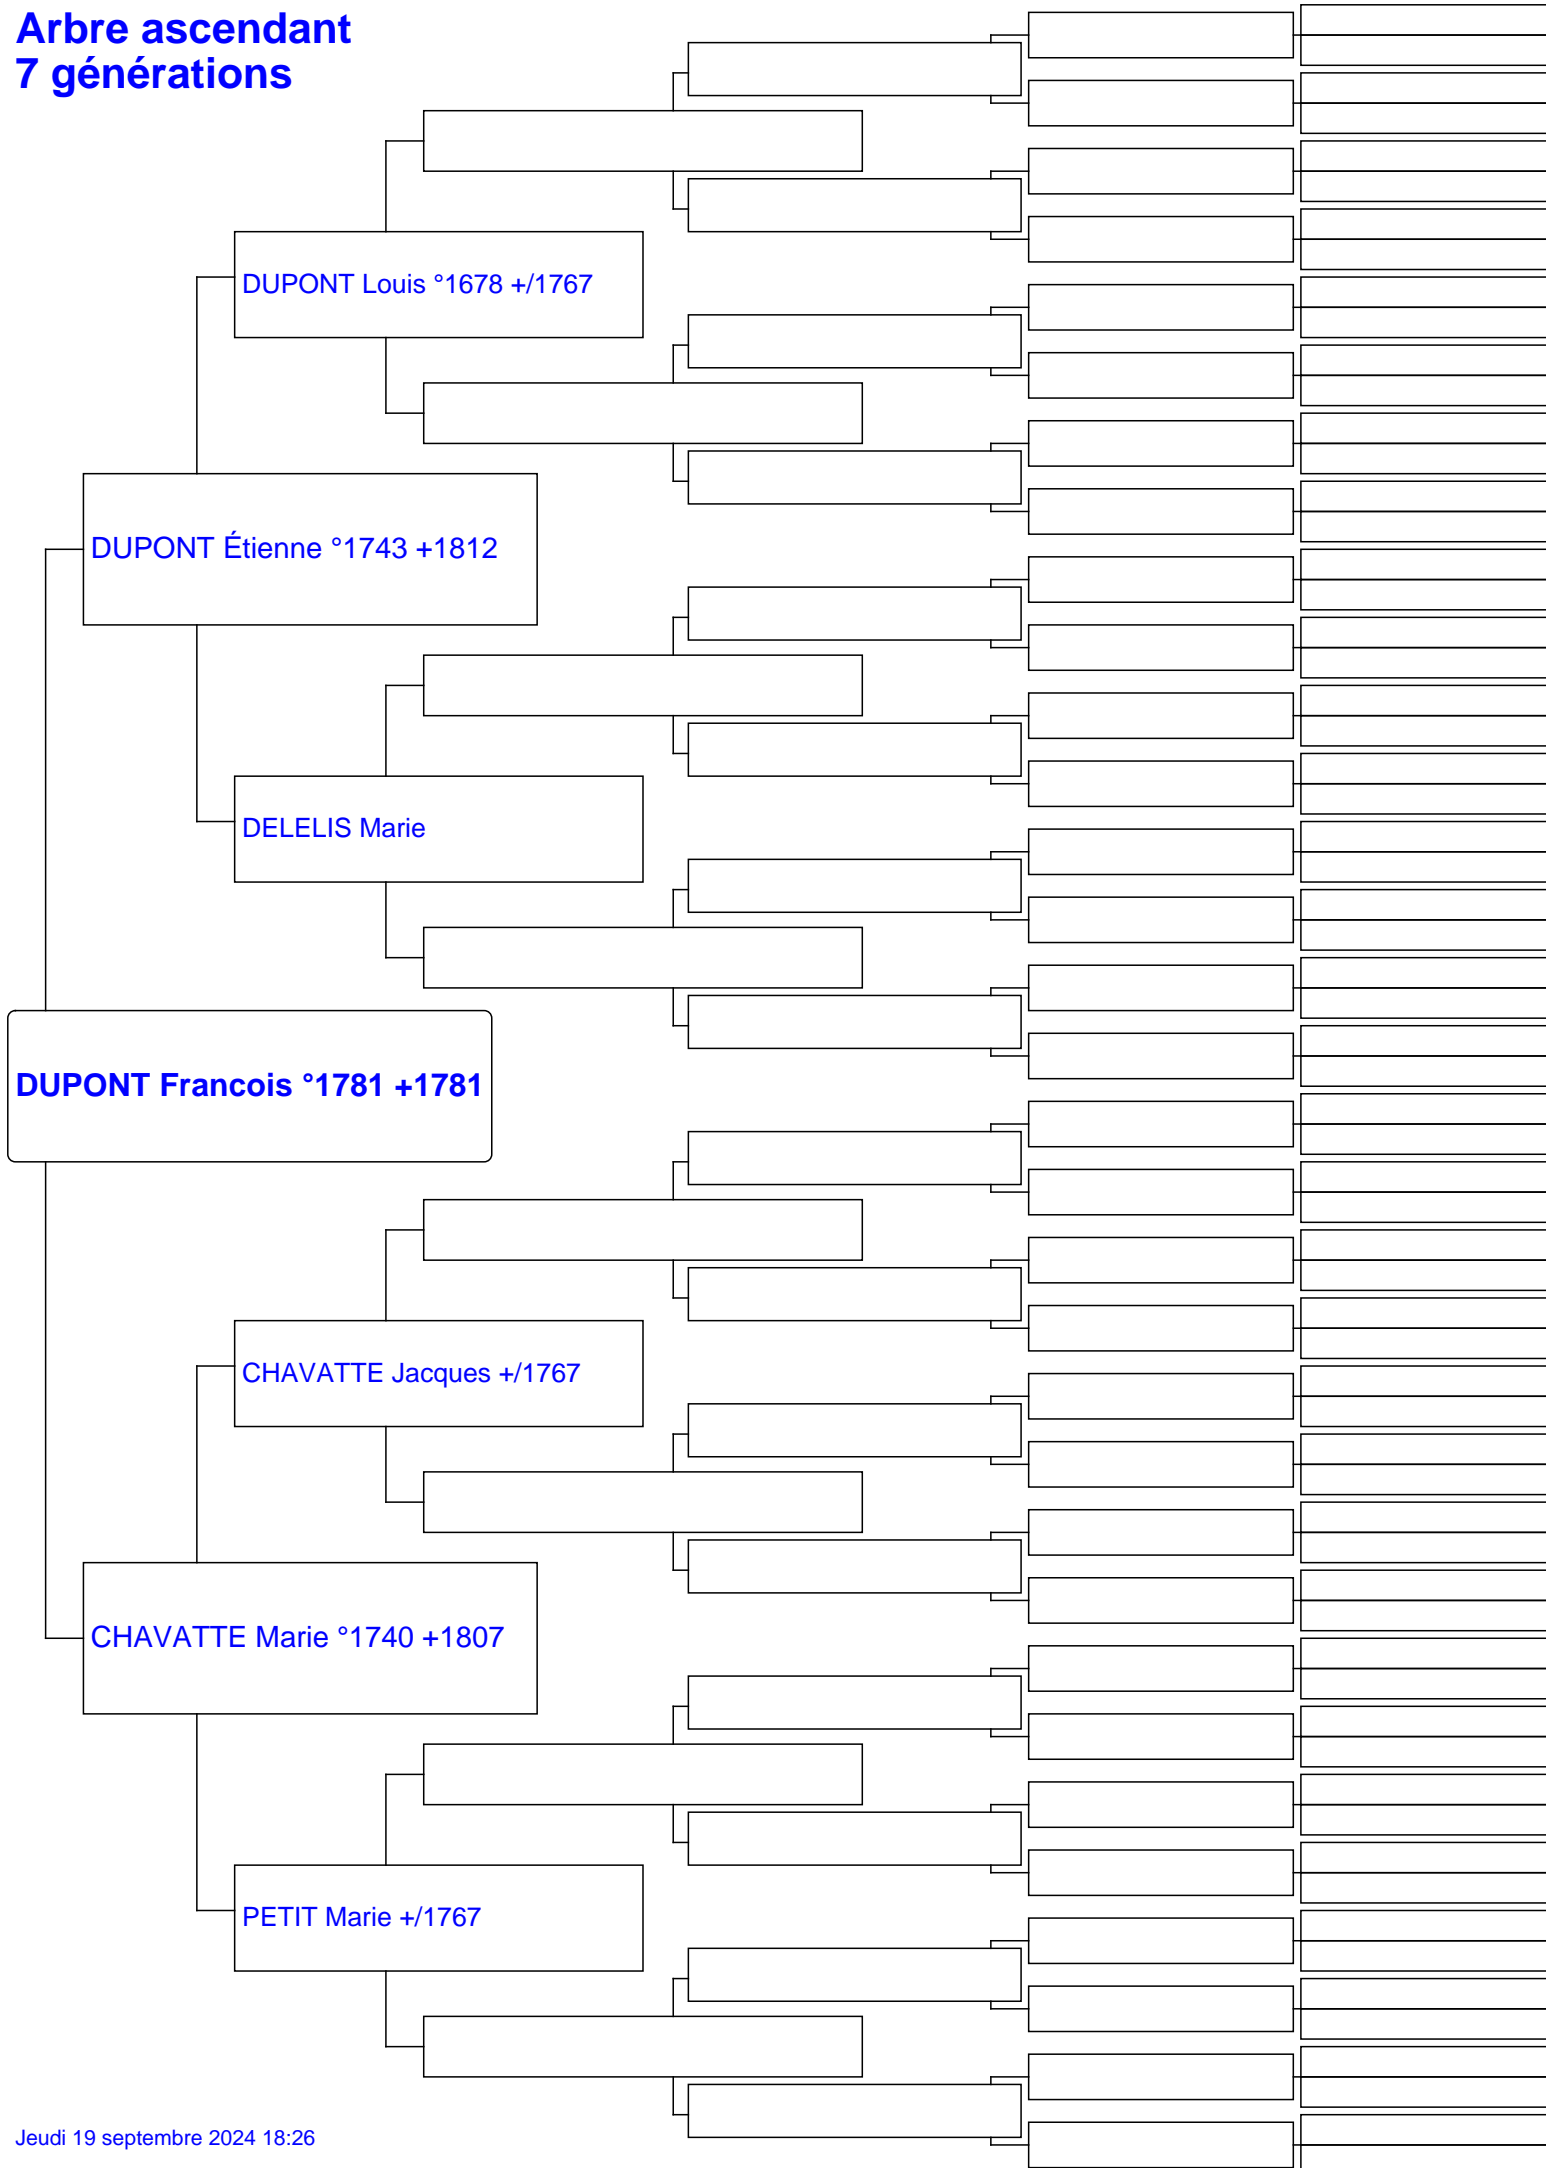 Arbre ascendant
7 générations
DUPONT Louis °1678 +/1767
DUPONT Étienne °1743 +1812
DELELIS Marie
DUPONT Francois °1781 +1781
CHAVATTE Jacques +/1767
CHAVATTE Marie °1740 +1807
PETIT Marie +/1767
Jeudi 19 septembre 2024 18:26